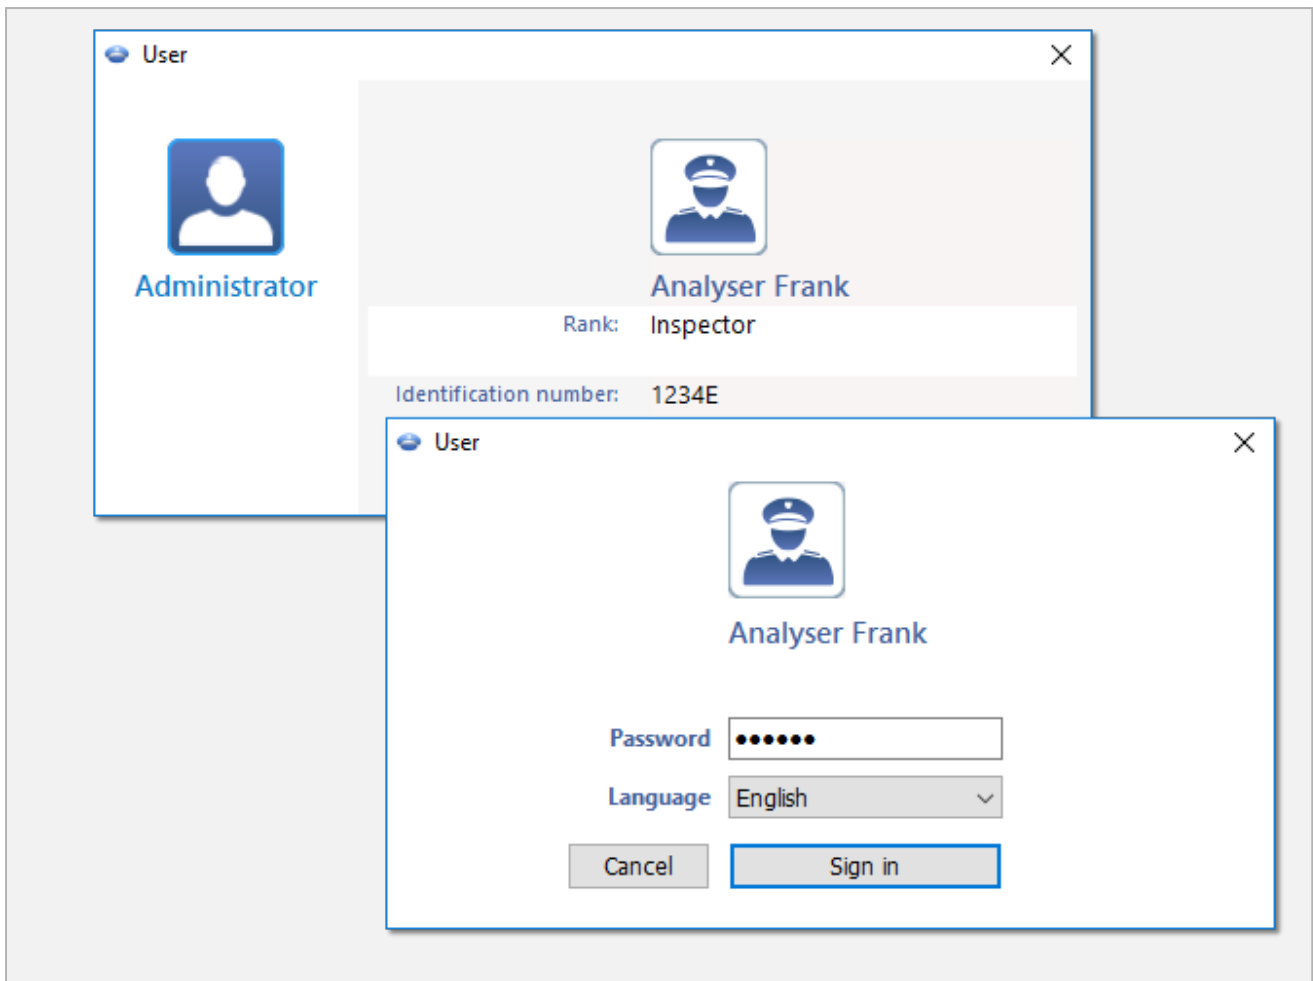 User
Administrator
Analyser Frank
Rank: Inspector
Identification number: 1234E
User
Analyser Frank
Password ●●●●●●
Language English
Cancel Sign in